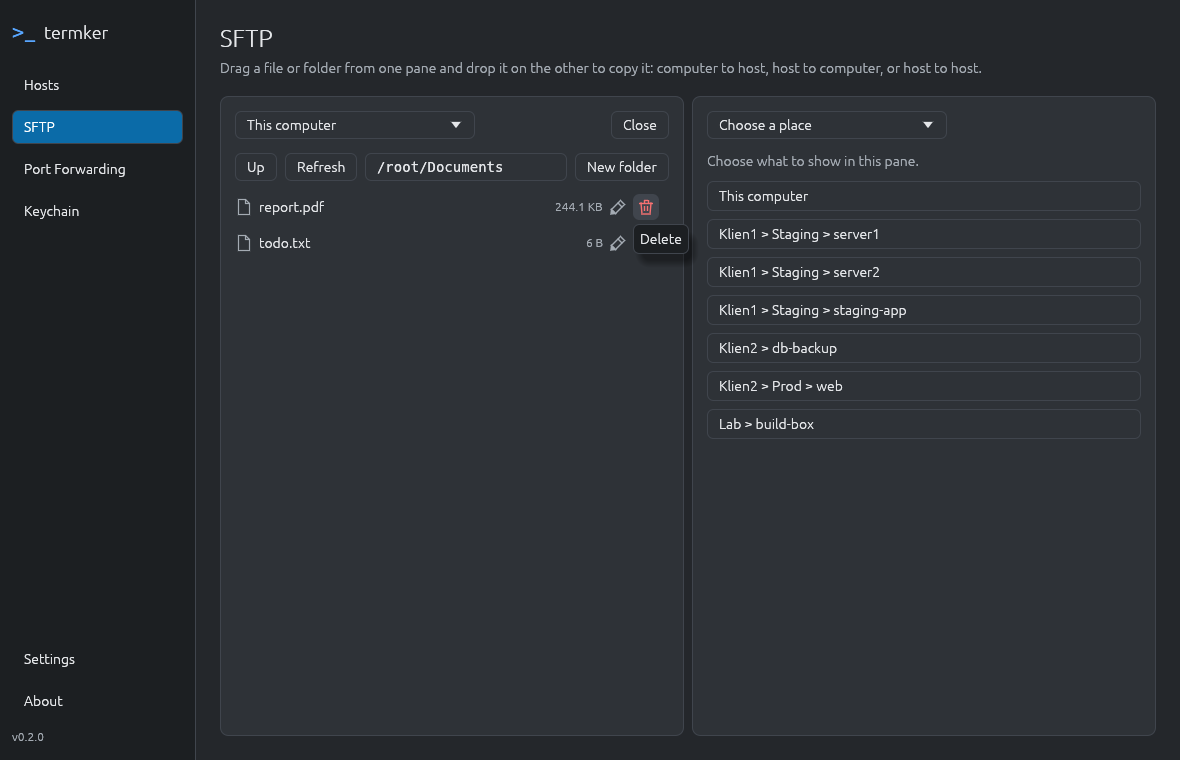 >_ termker
Hosts
SFTP
Port Forwarding
Keychain
Settings
About
v0.2.0
SFTP
Drag a file or folder from one pane and drop it on the other to copy it: computer to host, host to computer, or host to host.
This computer
Close
Up
Refresh
/root/Documents
New folder
report.pdf
244.1 KB
todo.txt
6 B
Delete
Choose a place
Choose what to show in this pane.
This computer
Klien1 > Staging > server1
Klien1 > Staging > server2
Klien1 > Staging > staging-app
Klien2 > db-backup
Klien2 > Prod > web
Lab > build-box